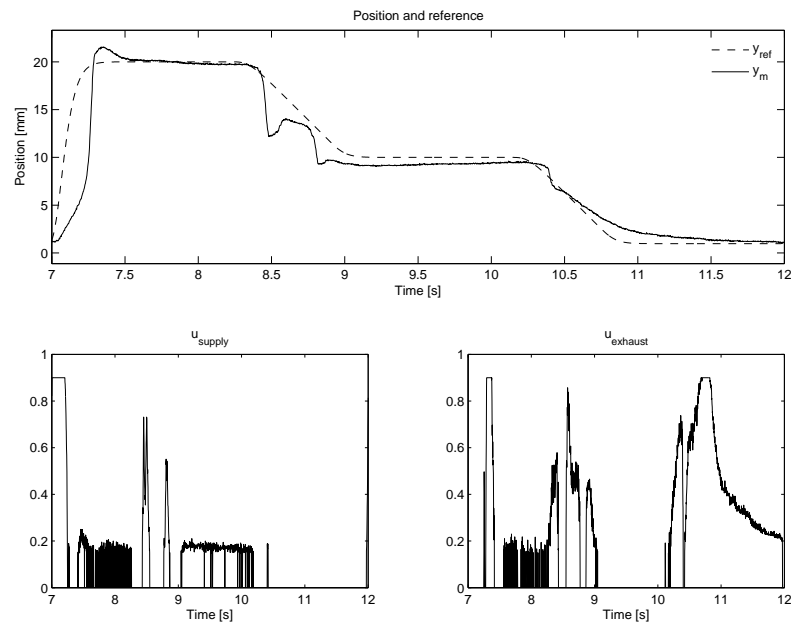 Position and reference
y_ref
y_m
Position [mm]
20
15
10
5
0
7 7.5 8 8.5 9 9.5 10 10.5 11 11.5 12
Time [s]
u_supply
1
0.8
0.6
0.4
0.2
0
7 8 9 10 11 12
Time [s]
u_exhaust
1
0.8
0.6
0.4
0.2
0
7 8 9 10 11 12
Time [s]